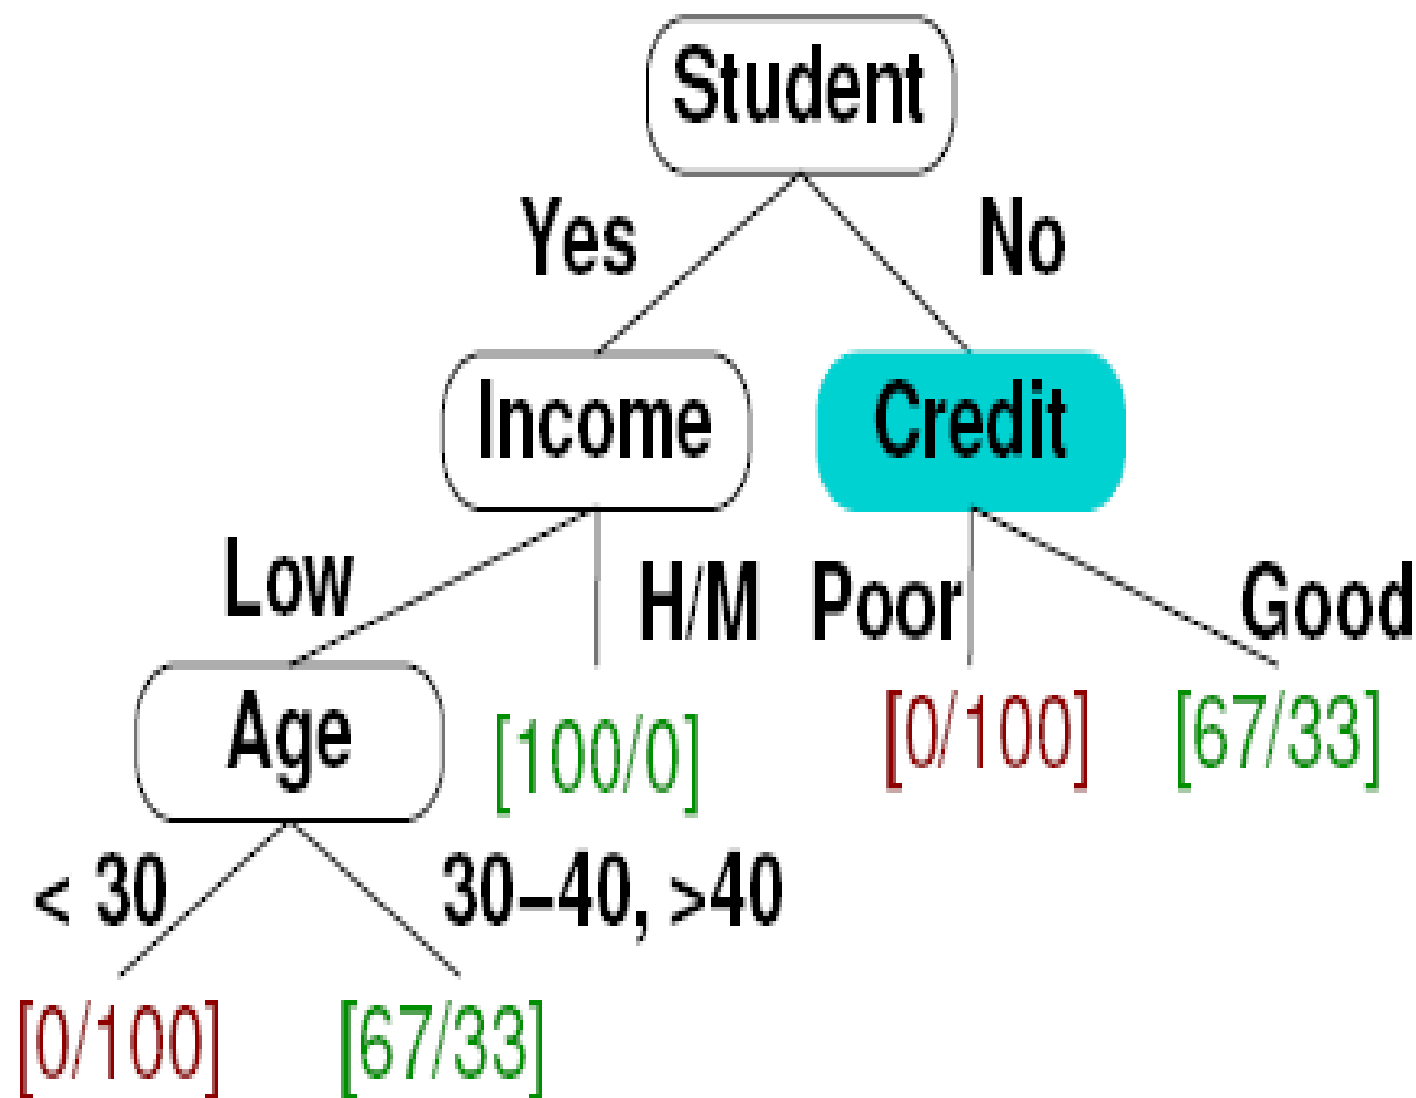 Student
Yes No
Income Credit
Low H/M Poor Good
Age [100/0] [0/100] [67/33]
< 30 30–40, >40
[0/100] [67/33]